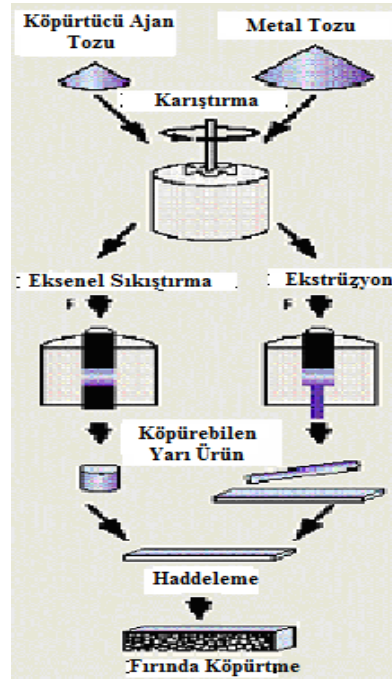 Köpürtücü Ajan
Tozu
Metal Tozu
Karıştırma
Eksenel Sıkıştırma
Ekstrüzyon
F
F
Köpürebilen
Yarı Ürün
Haddeleme
Fırında Köpürtme